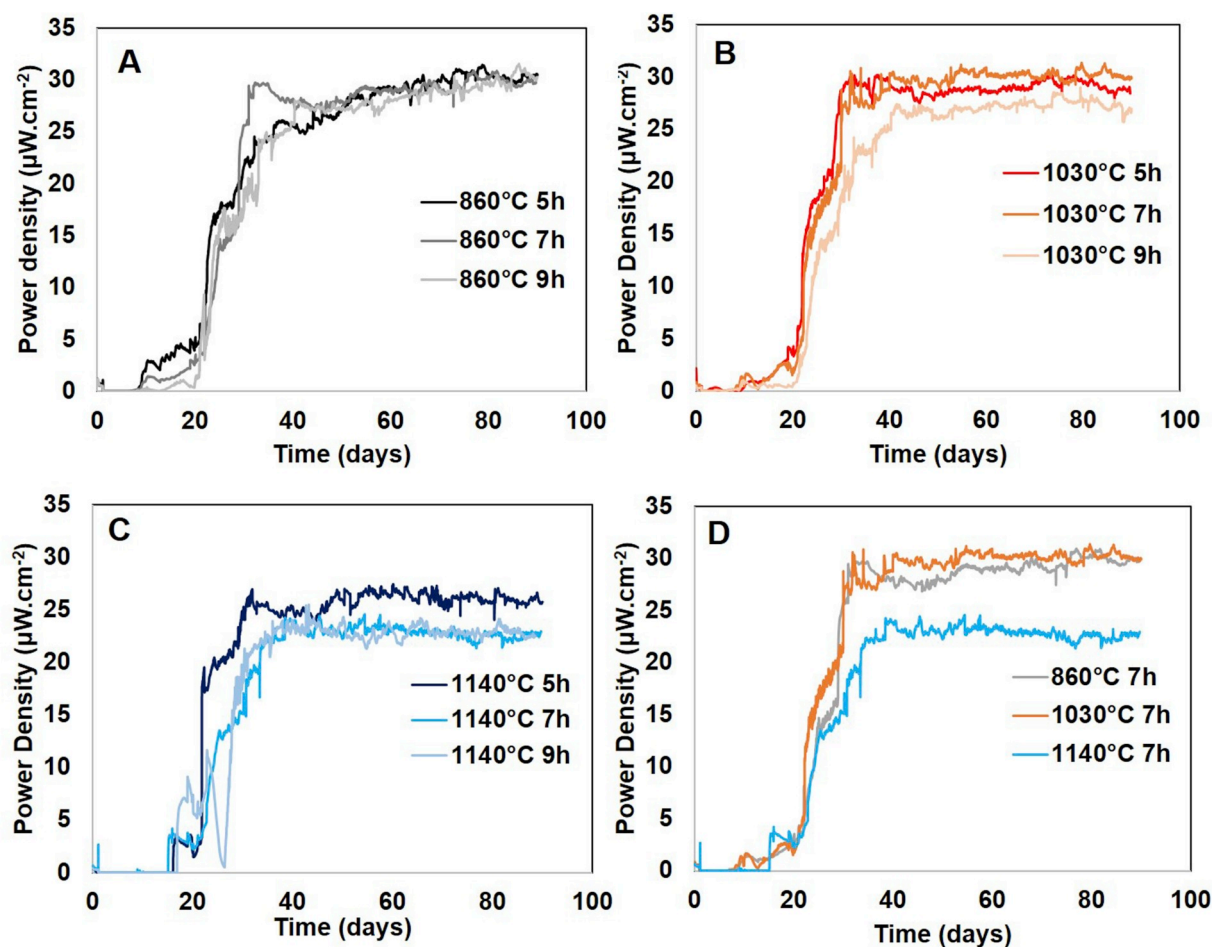 A
Power density (µW.cm-2)
35
30
25
20
15
10
5
0
860°C 5h
860°C 7h
860°C 9h
0 20 40 60 80 100
Time (days)
B
Power Density (µW.cm-2)
35
30
25
20
15
10
5
0
1030°C 5h
1030°C 7h
1030°C 9h
0 20 40 60 80 100
Time (days)
C
Power Density (µW.cm-2)
35
30
25
20
15
10
5
0
1140°C 5h
1140°C 7h
1140°C 9h
0 20 40 60 80 100
Time (days)
D
Power Density (µW.cm-2)
35
30
25
20
15
10
5
0
860°C 7h
1030°C 7h
1140°C 7h
0 20 40 60 80 100
Time (days)